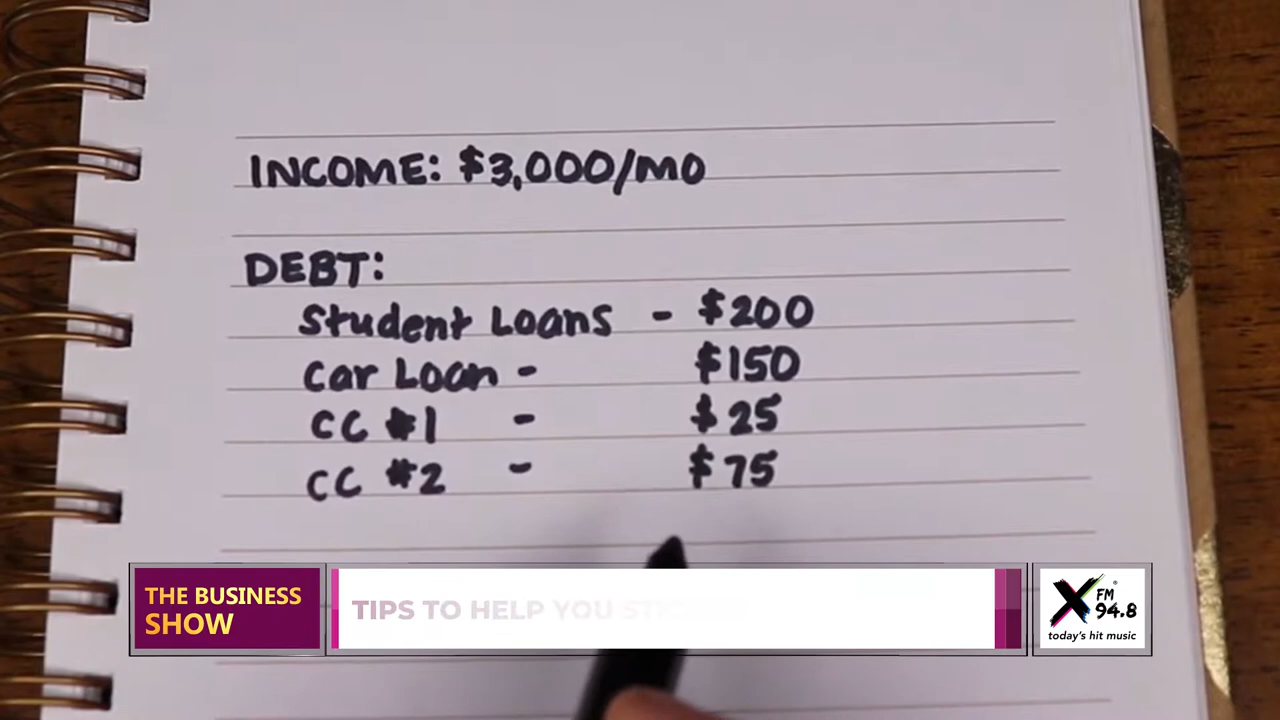 INCOME: $3,000/MO
DEBT:
Student Loans - $200
Car Loan - $150
CC #1 - $25
CC #2 - $75
THE BUSINESS
SHOW
TIPS TO HELP YOU
X FM
94.8
today's hit music